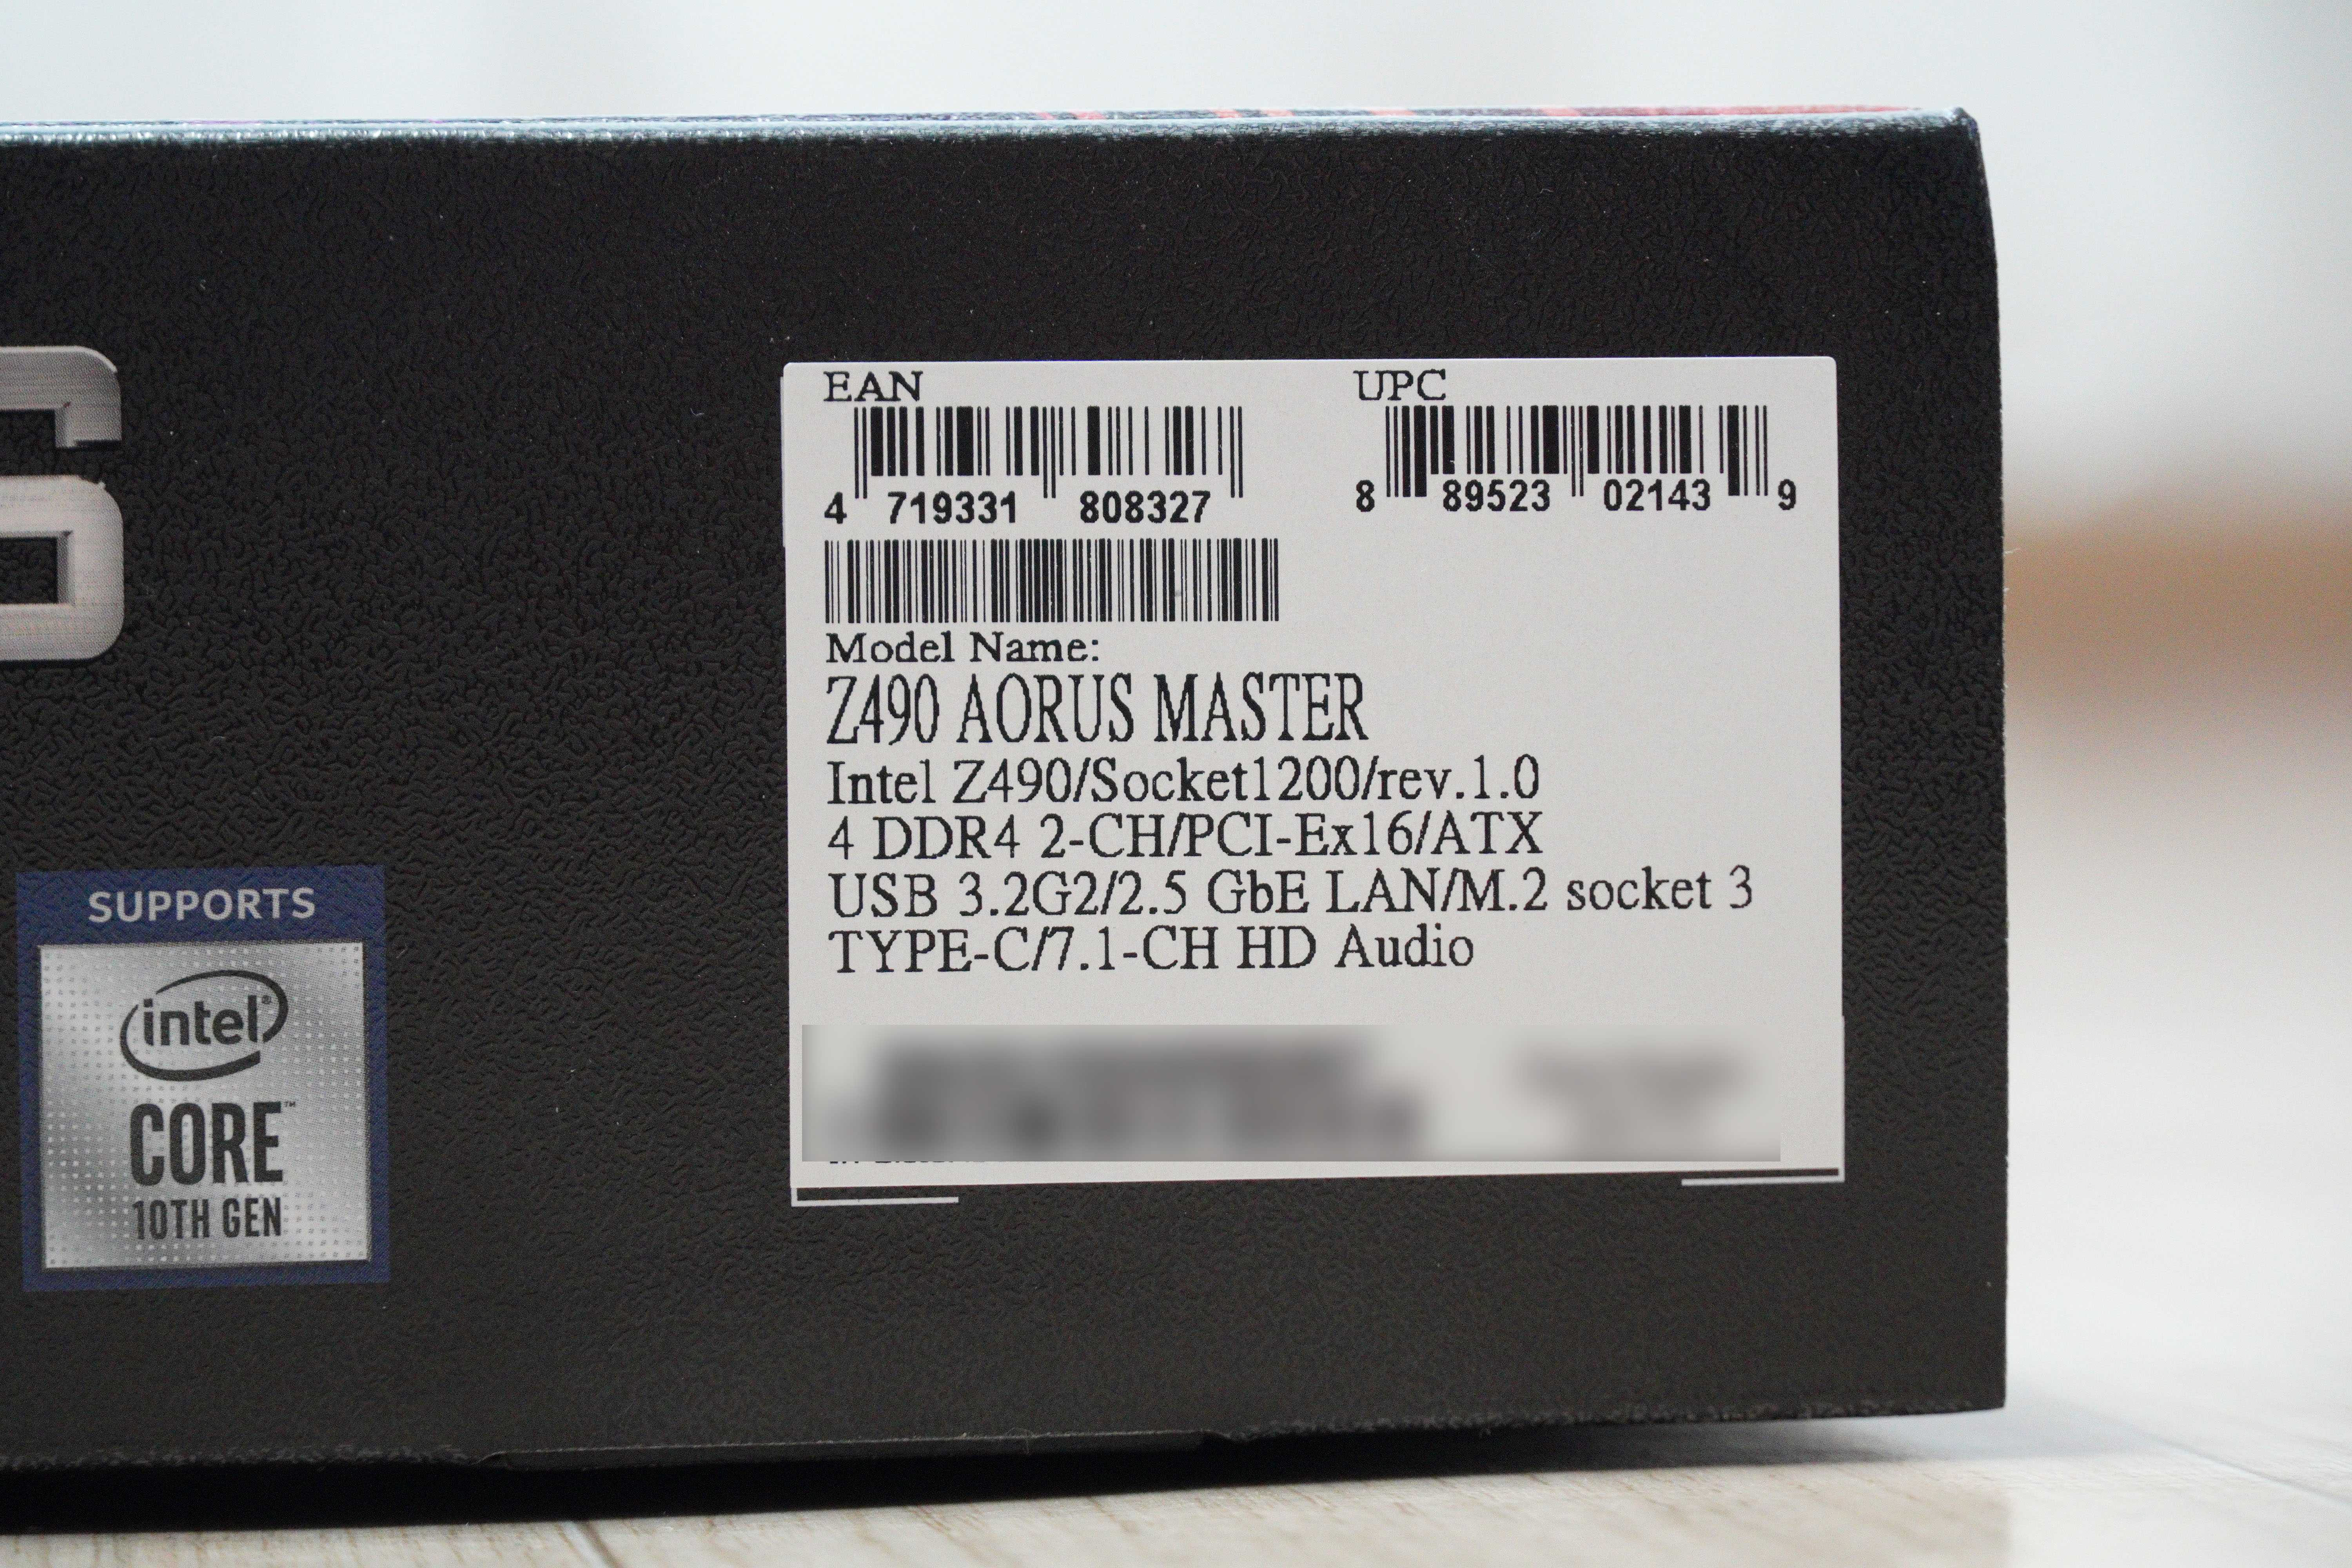 EAN
UPC
4 719331 808327
8 89523 02143 9
Model Name:
Z490 AORUS MASTER
Intel Z490/Socket1200/rev.1.0
4 DDR4 2-CH/PCI-Ex16/ATX
USB 3.2G2/2.5 GbE LAN/M.2 socket 3
TYPE-C/7.1-CH HD Audio
SUPPORTS
intel®
CORE™
10TH GEN